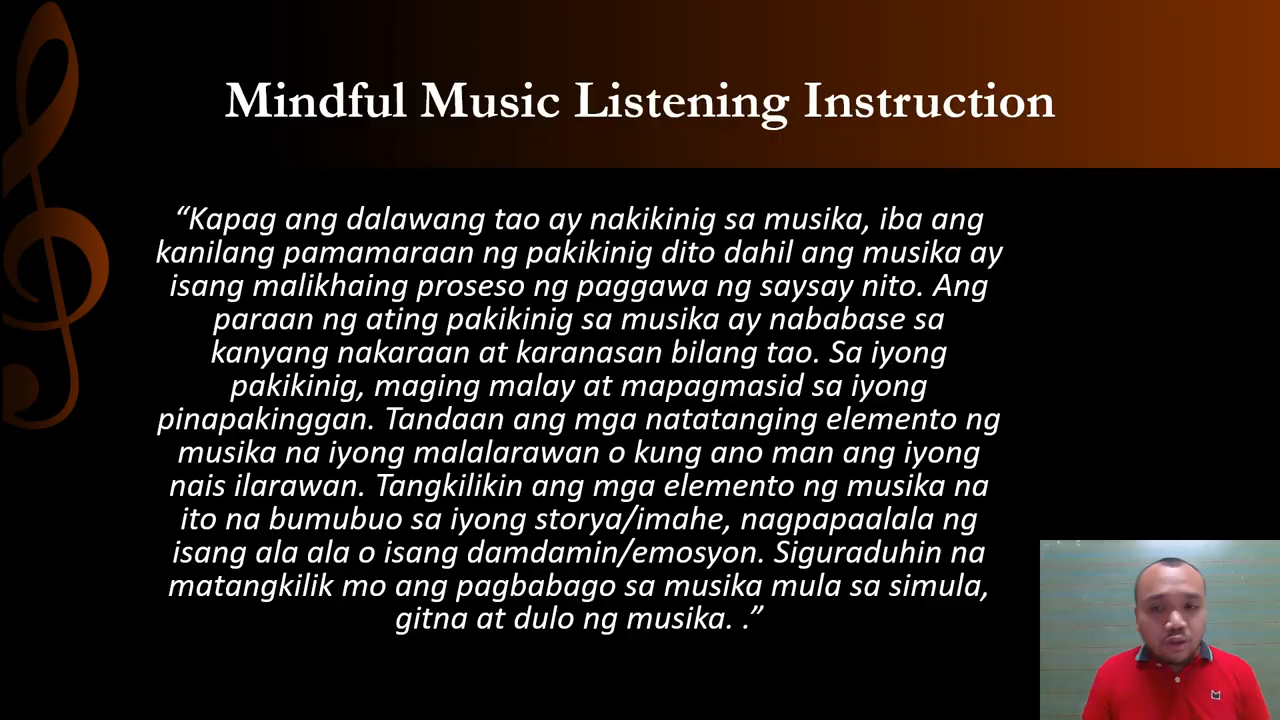 Mindful Music Listening Instruction
“Kapag ang dalawang tao ay nakikinig sa musika, iba ang
kanilang pamamaraan ng pakikinig dito dahil ang musika ay
isang malikhaing proseso ng paggawa ng saysay nito. Ang
paraan ng ating pakikinig sa musika ay nababase sa
kanyang nakaraan at karanasan bilang tao. Sa iyong
pakikinig, maging malay at mapagmasid sa iyong
pinapakinggan. Tandaan ang mga natatanging elemento ng
musika na iyong malalarawan o kung ano man ang iyong
nais ilarawan. Tangkilikin ang mga elemento ng musika na
ito na bumubuo sa iyong storya/imahe, nagpapaalala ng
isang ala ala o isang damdamin/emosyon. Siguraduhin na
matangkilik mo ang pagbabago sa musika mula sa simula,
gitna at dulo ng musika. .”